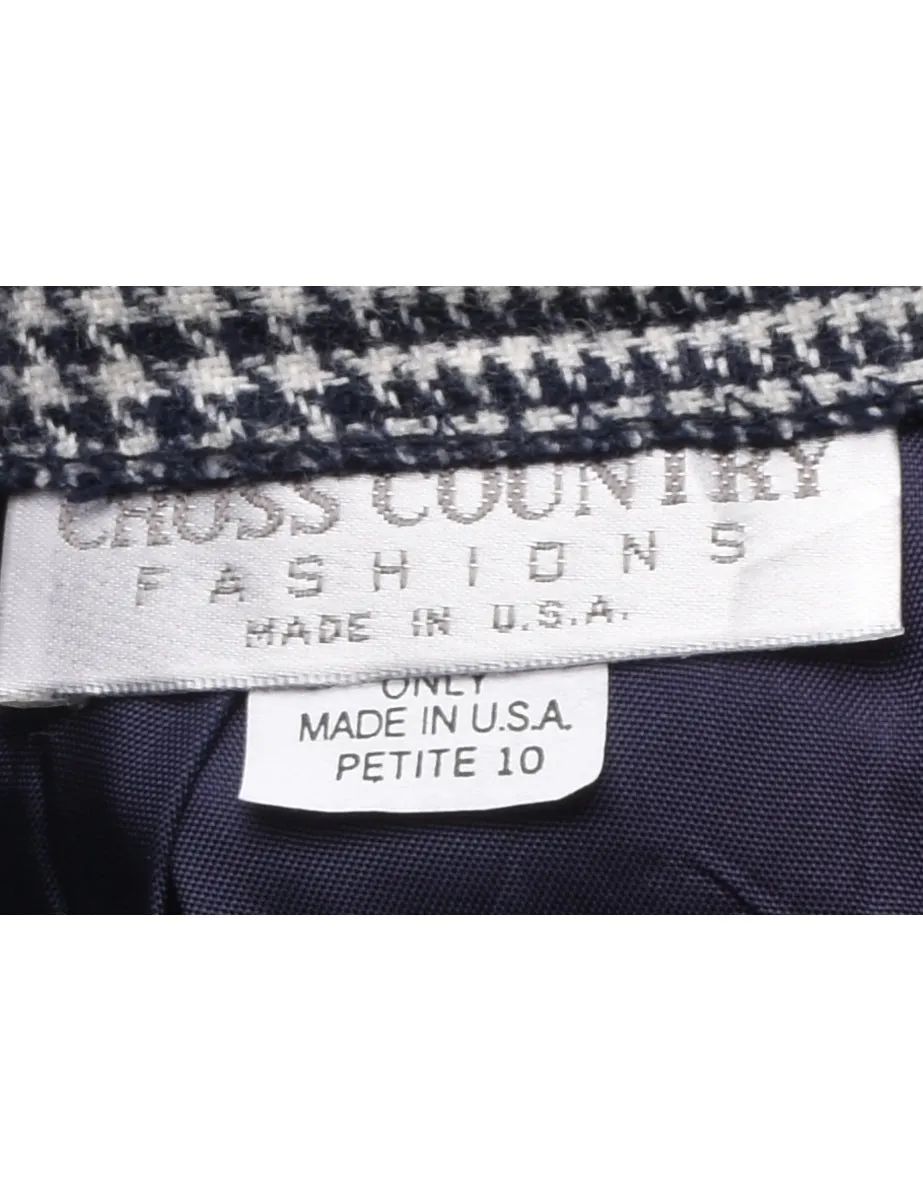 CROSS COUNTRY
FASHIONS
MADE IN U.S.A.
ONLY
MADE IN U.S.A.
PETITE 10